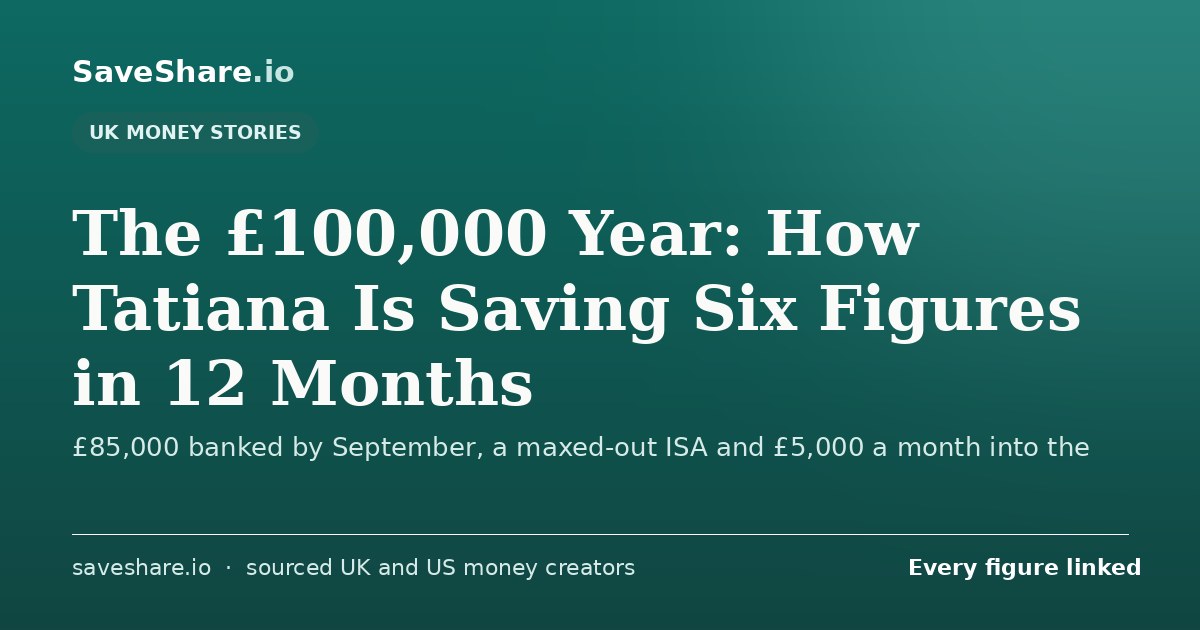 SaveShare.io
UK MONEY STORIES
The £100,000 Year: How
Tatiana Is Saving Six Figures
in 12 Months
£85,000 banked by September, a maxed-out ISA and £5,000 a month into the
saveshare.io · sourced UK and US money creators
Every figure linked